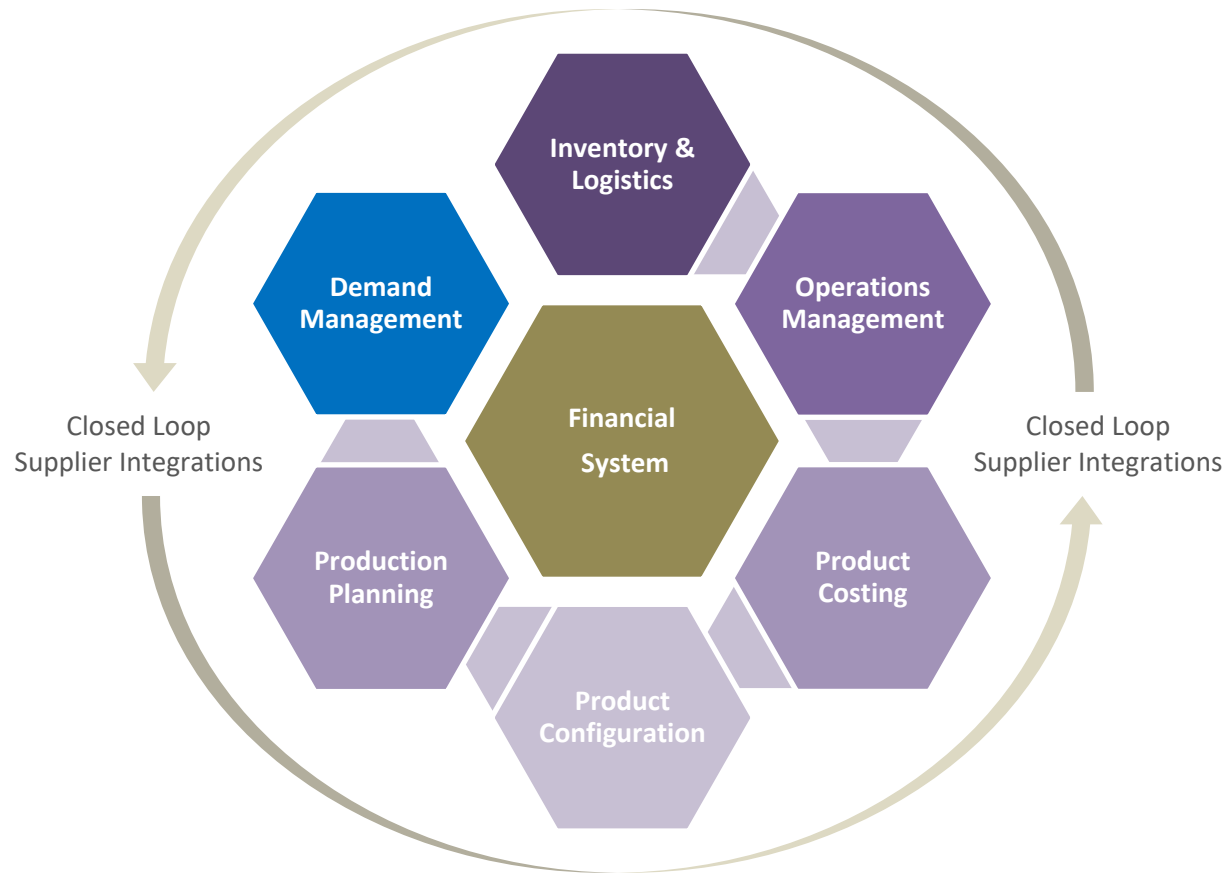 Inventory &
Logistics
Demand
Management
Operations
Management
Financial
System
Closed Loop
Supplier Integrations
Closed Loop
Supplier Integrations
Production
Planning
Product
Costing
Product
Configuration